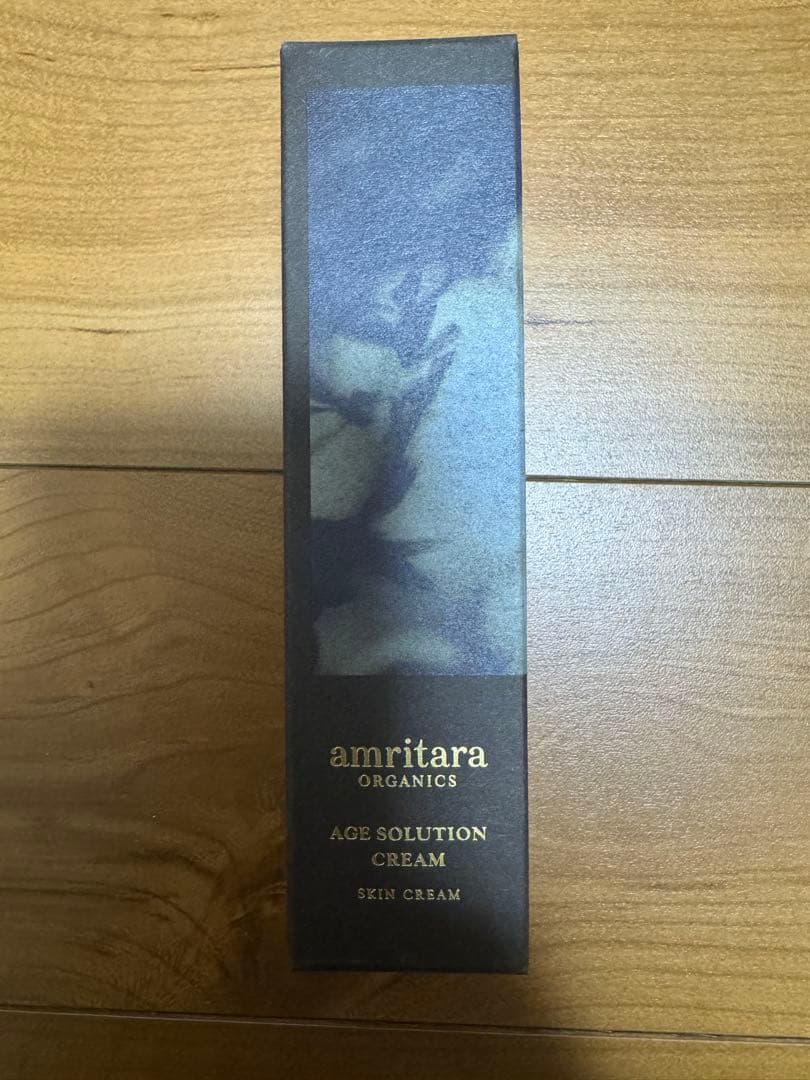 amritara
ORGANICS
AGE SOLUTION
CREAM
SKIN CREAM